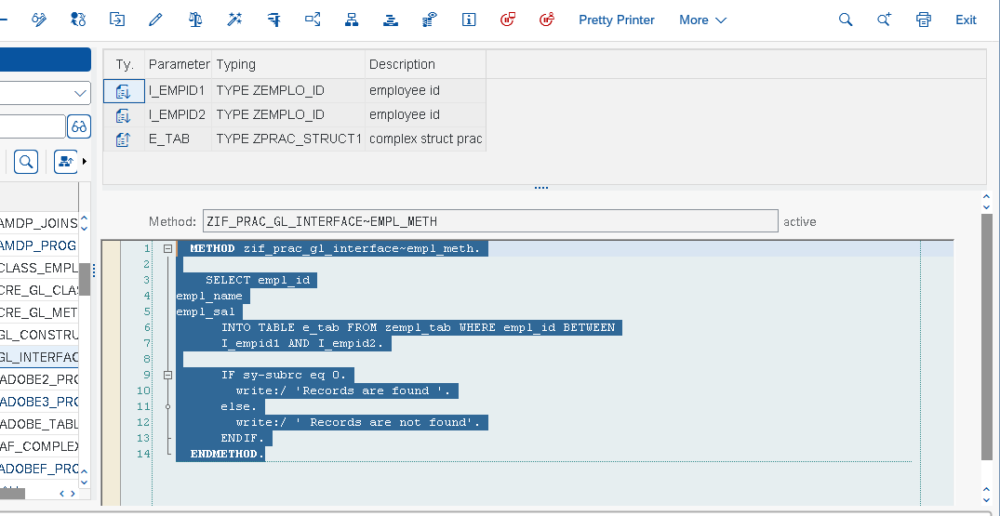 Pretty Printer More Exit
Ty. Parameter Typing Description
I_EMPID1 TYPE ZEMPLO_ID employee id
I_EMPID2 TYPE ZEMPLO_ID employee id
E_TAB TYPE ZPRAC_STRUCT1 complex struct prac
Method: ZIF_PRAC_GL_INTERFACE~EMPL_METH active
AMDP_JOINS
AMDP_PROG
CLASS_EMPL
CRE_GL_CLA
CRE_GL_MET
GL_CONSTRU
GL_INTERFAC
ADOBE2_PRC
ADOBE3_PRC
ADOBE_TABL
AF_COMPLEX
ADOBEF_PRC
1 METHOD zif_prac_gl_interface~empl_meth.
2
3 SELECT empl_id
4 empl_name
5 empl_sal
6 INTO TABLE e_tab FROM zempl_tab WHERE empl_id BETWEEN
7 I_empid1 AND I_empid2.
8
9 IF sy-subrc eq 0.
10 write:/ 'Records are found '.
11 else.
12 write:/ ' Records are not found'.
13 ENDIF.
14 ENDMETHOD.